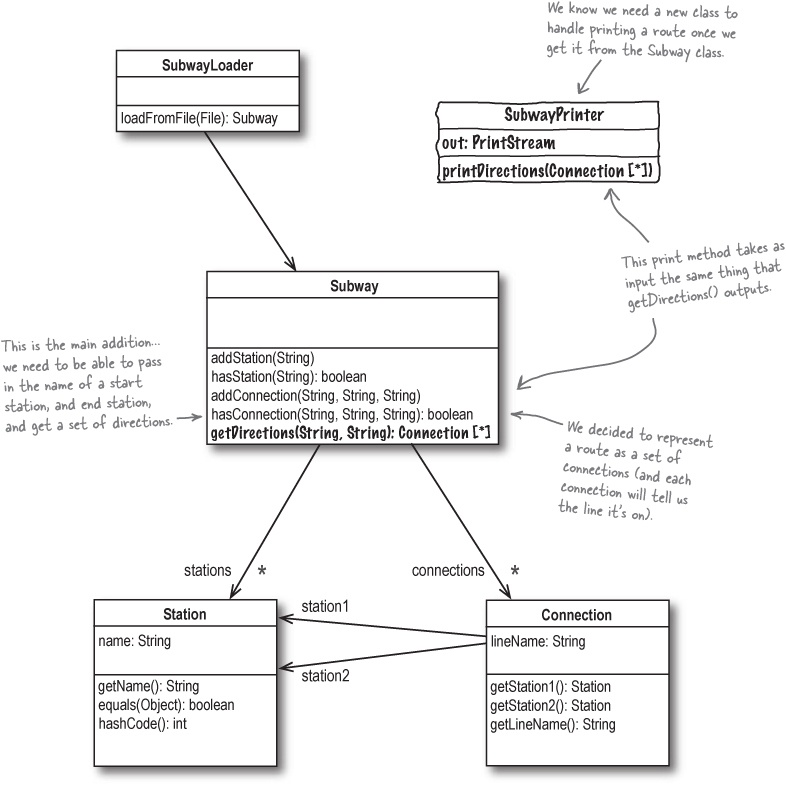 We know we need a new class to
handle printing a route once we
get it from the Subway class.
SubwayLoader
loadFromFile(File): Subway
SubwayPrinter
out: PrintStream
printDirections(Connection [*])
This print method takes as
input the same thing that
getDirections() outputs.
Subway
addStation(String)
hasStation(String): boolean
addConnection(String, String, String)
hasConnection(String, String, String): boolean
getDirections(String, String): Connection [*]
This is the main addition...
we need to be able to pass
in the name of a start
station, and end station,
and get a set of directions.
We decided to represent
a route as a set of
connections (and each
connection will tell us
the line it's on).
stations *
connections *
Station
name: String
getName(): String
equals(Object): boolean
hashCode(): int
station1
station2
Connection
lineName: String
getStation1(): Station
getStation2(): Station
getLineName(): String